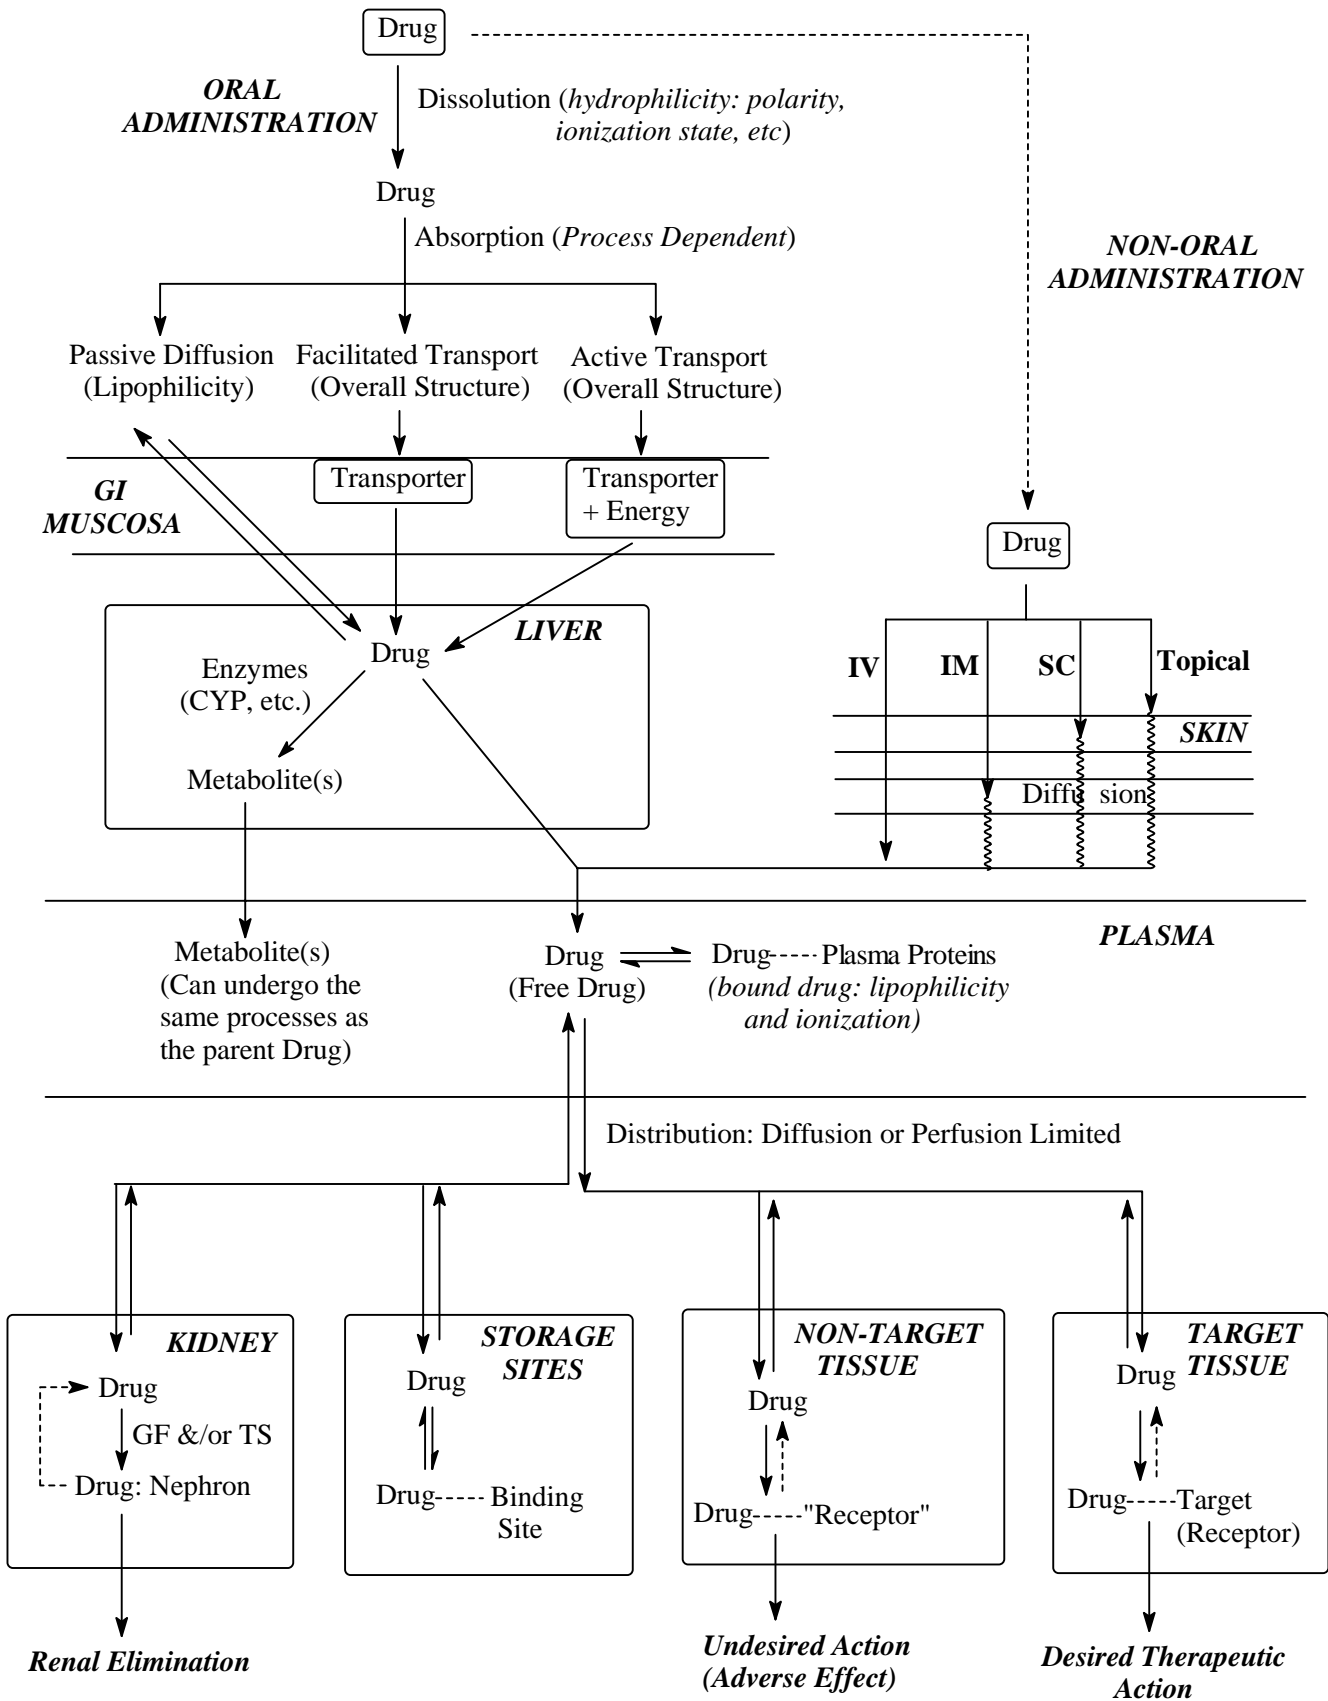 Drug
ORAL
ADMINISTRATION
Dissolution (hydrophilicity: polarity,
ionization state, etc)
Drug
Absorption (Process Dependent)
NON-ORAL
ADMINISTRATION
Passive Diffusion
(Lipophilicity)
Facilitated Transport
(Overall Structure)
Active Transport
(Overall Structure)
GI
MUSCOSA
Transporter
Transporter
+ Energy
Drug
LIVER
Drug
Enzymes
(CYP, etc.)
Metabolite(s)
IV
IM
SC
Topical
SKIN
Diffu sion
PLASMA
Metabolite(s)
(Can undergo the
same processes as
the parent Drug)
Drug
(Free Drug)
Drug----- Plasma Proteins
(bound drug: lipophilicity
and ionization)
Distribution: Diffusion or Perfusion Limited
KIDNEY
Drug
GF &/or TS
Drug: Nephron
Renal Elimination
STORAGE
SITES
Drug
Drug----- Binding
Site
NON-TARGET
TISSUE
Drug
Drug-----"Receptor"
Undesired Action
(Adverse Effect)
TARGET
TISSUE
Drug
Drug-----Target
(Receptor)
Desired Therapeutic
Action